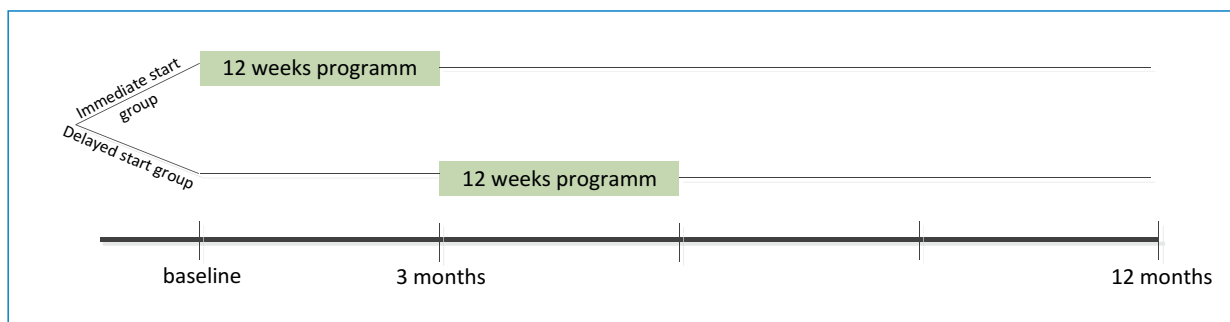 Immediate start
group
12 weeks programm
Delayed start group
12 weeks programm
baseline
3 months
12 months